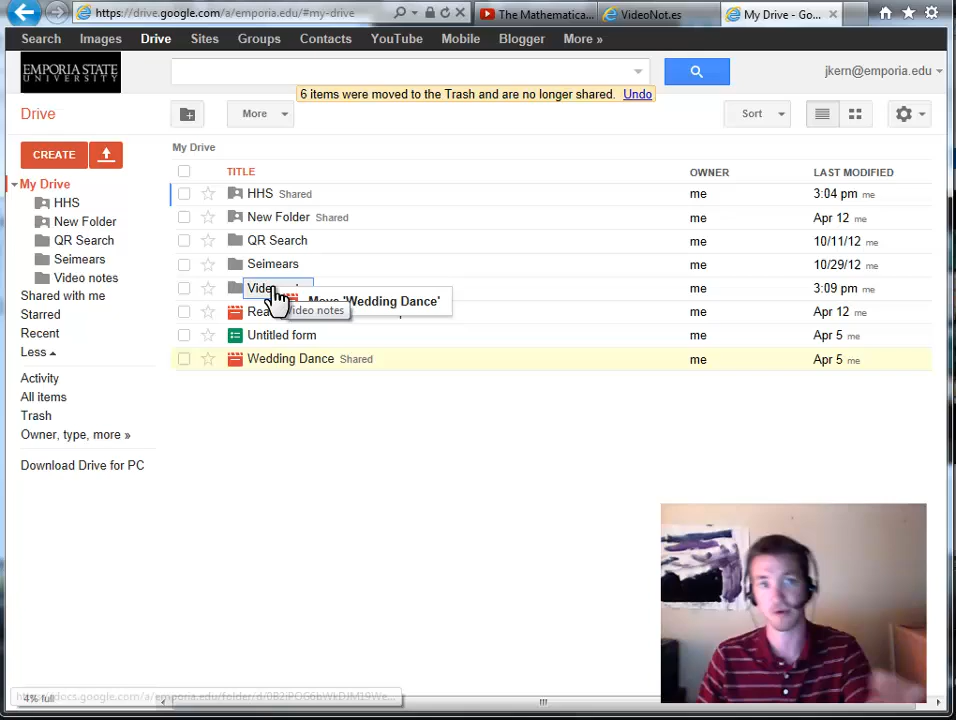 https://drive.google.com/a/emporia.edu/#my-drive
The Mathematica...
VideoNot.es
My Drive - Go...
Search Images Drive Sites Groups Contacts YouTube Mobile Blogger More »
EMPORIA STATE
UNIVERSITY
jkern@emporia.edu
6 items were moved to the Trash and are no longer shared. Undo
Drive
More
Sort
CREATE
My Drive
HHS
New Folder
QR Search
Seimears
Video notes
Shared with me
Starred
Recent
Less
Activity
All items
Trash
Owner, type, more »
Download Drive for PC
My Drive
TITLE OWNER LAST MODIFIED
HHS Shared me 3:04 pm me
New Folder Shared me Apr 12 me
QR Search me 10/11/12 me
Seimears me 10/29/12 me
me 3:09 pm me
Move 'Wedding Dance'
Video notes
me Apr 12 me
Untitled form me Apr 5 me
Wedding Dance Shared me Apr 5 me
4% full